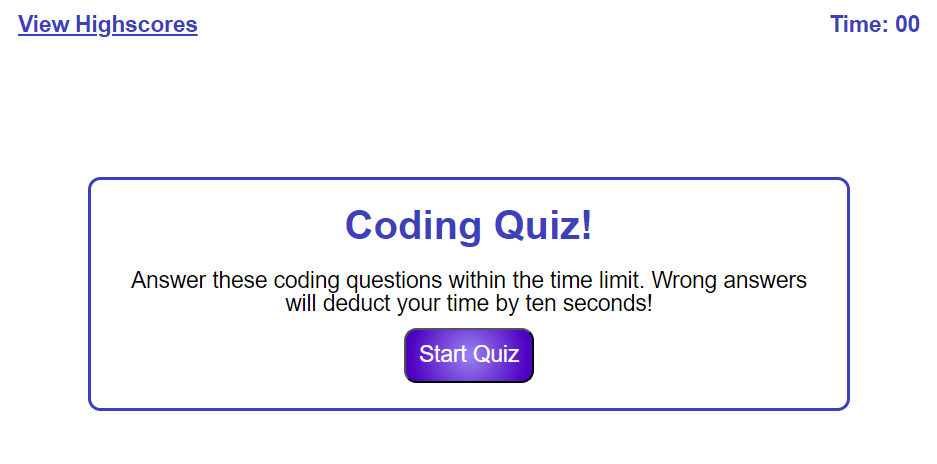 View Highscores
Time: 00
Coding Quiz!
Answer these coding questions within the time limit. Wrong answers
will deduct your time by ten seconds!
Start Quiz